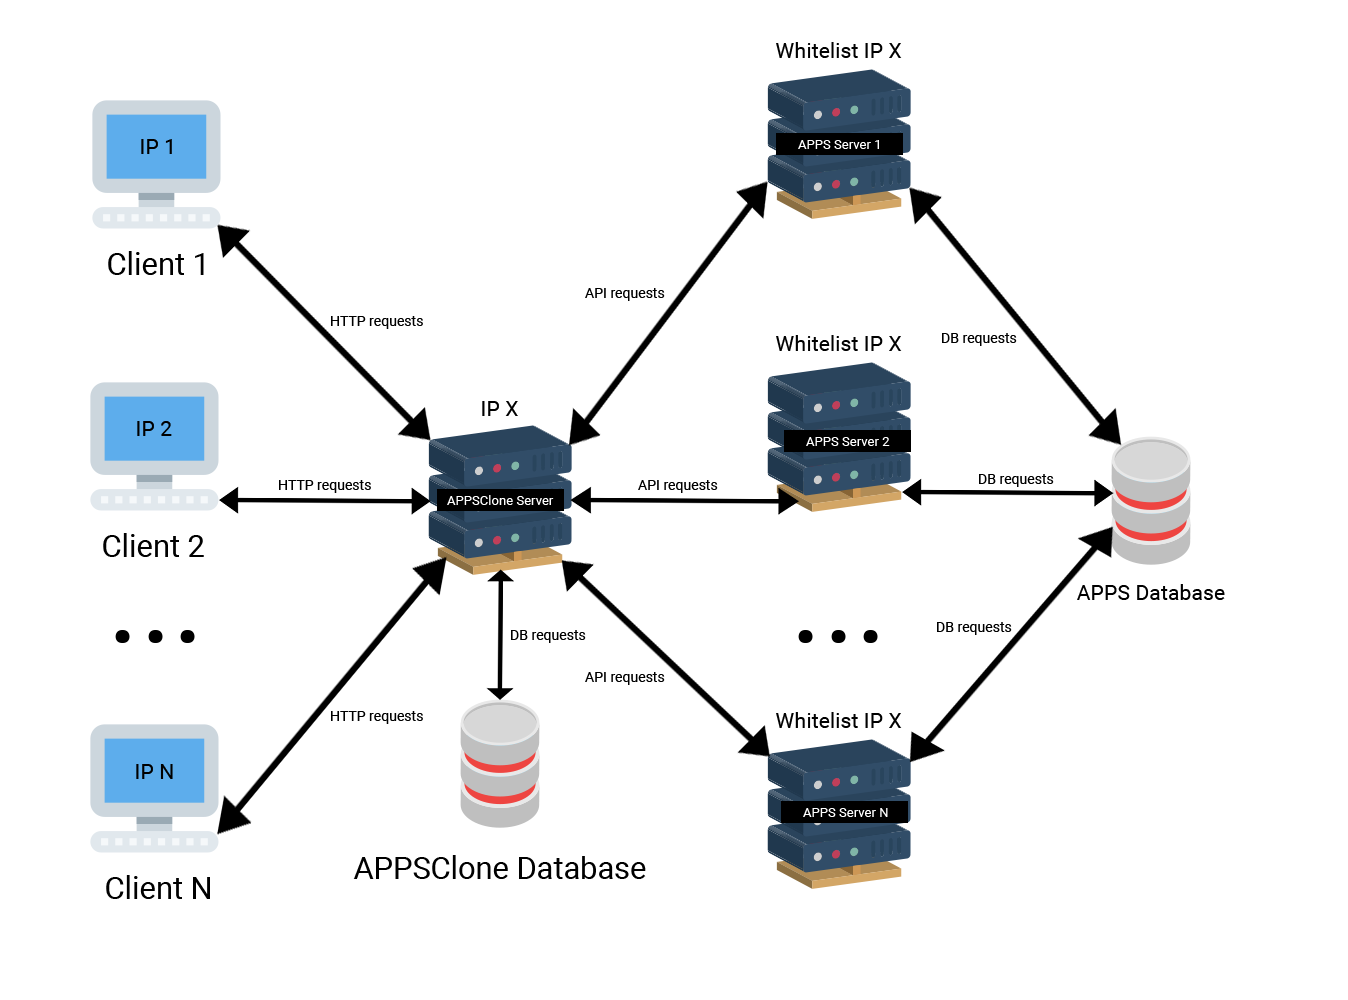 Whitelist IP X
APPS Server 1
IP 1
Client 1
API requests
HTTP requests
DB requests
Whitelist IP X
APPS Server 2
IP 2
Client 2
IP X
APPSClone Server
HTTP requests
API requests
DB requests
APPS Database
DB requests
DB requests
API requests
HTTP requests
Whitelist IP X
APPS Server N
IP N
Client N
APPSClone Database